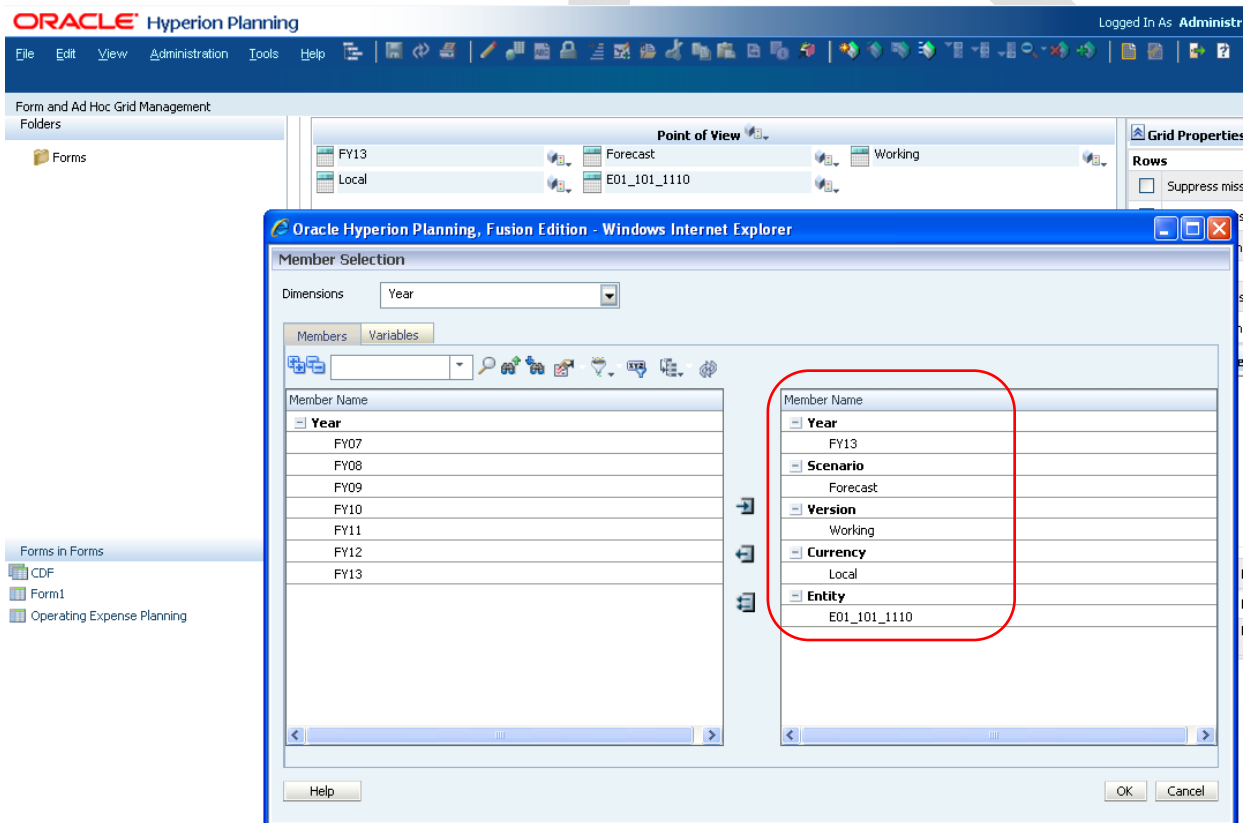 ORACLE Hyperion Planning
Logged In As Administr
File Edit View Administration Tools Help
Form and Ad Hoc Grid Management
Folders
Forms
Point of View
FY13 Forecast Working
Local E01_101_1110
Grid Properties
Rows
Suppress miss
Oracle Hyperion Planning, Fusion Edition - Windows Internet Explorer
Member Selection
Dimensions Year
Members Variables
Member Name
Year
FY07
FY08
FY09
FY10
FY11
FY12
FY13
Member Name
Year
FY13
Scenario
Forecast
Version
Working
Currency
Local
Entity
E01_101_1110
Forms in Forms
CDF
Form1
Operating Expense Planning
Help OK Cancel